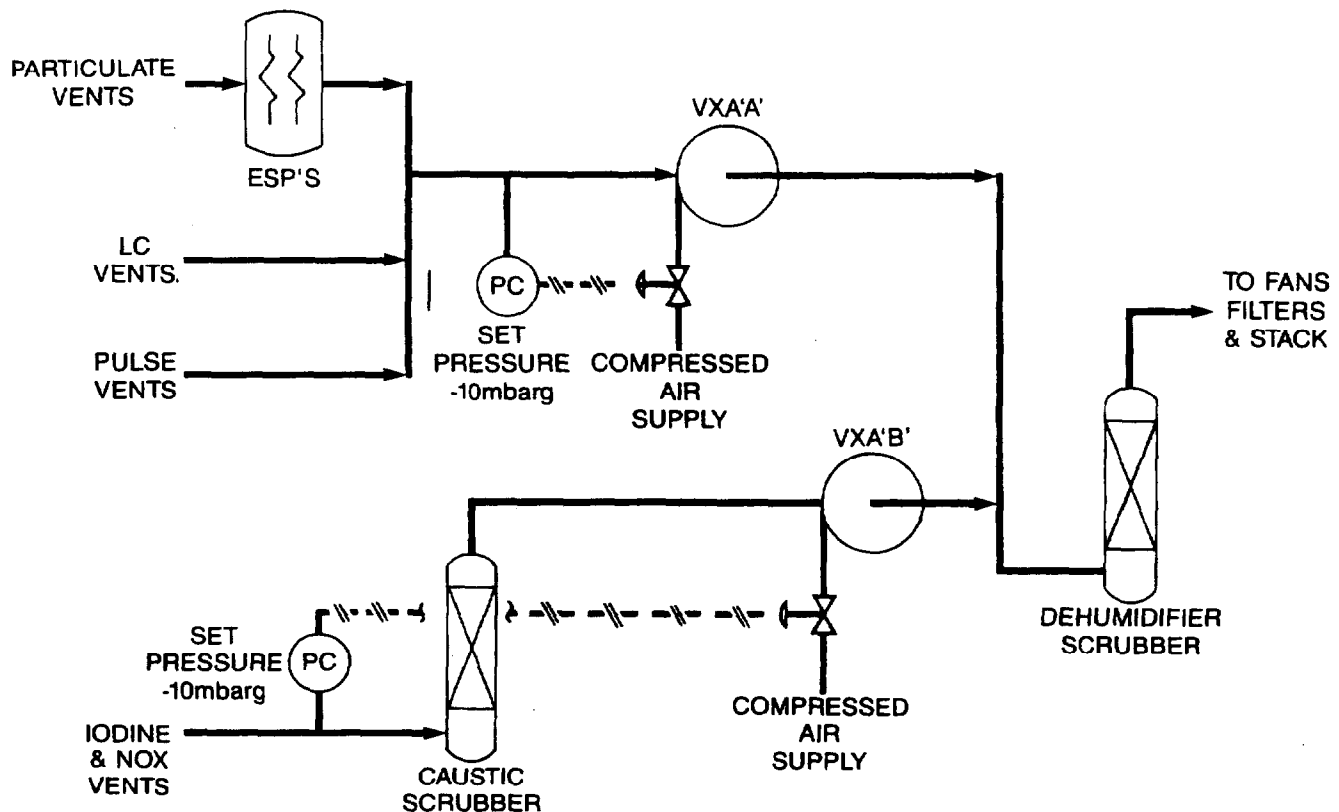 PARTICULATE
VENTS
ESP'S
VXA'A'
LC
VENTS.
PC
SET
PRESSURE
-10mbarg
COMPRESSED
AIR
SUPPLY
PULSE
VENTS
TO FANS
FILTERS
& STACK
VXA'B'
DEHUMIDIFIER
SCRUBBER
SET
PRESSURE
-10mbarg
PC
COMPRESSED
AIR
SUPPLY
IODINE
& NOX
VENTS
CAUSTIC
SCRUBBER